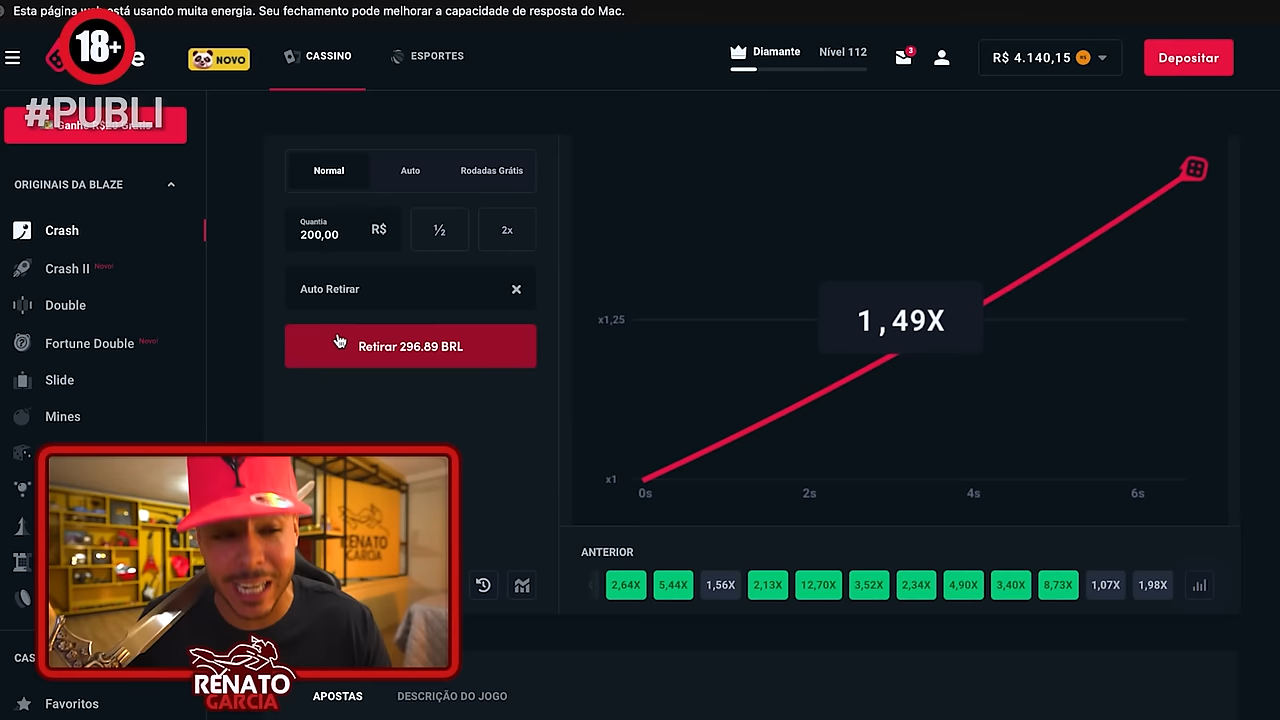 Esta página web está usando muita energia. Seu fechamento pode melhorar a capacidade de resposta do Mac.
18+
#PUBLI
NOVO
CASSINO
ESPORTES
Diamante
Nível 112
3
R$ 4.140,15
Depositar
ORIGINAIS DA BLAZE
Crash
Crash II Novo!
Double
Fortune Double Novo!
Slide
Mines
CAS
Favoritos
Normal
Auto
Rodadas Grátis
Quantia
200,00
R$
½
2x
Auto Retirar
Retirar 296.89 BRL
x1,25
1,49X
x1
0s
2s
4s
6s
ANTERIOR
2,64X
5,44X
1,56X
2,13X
12,70X
3,52X
2,34X
4,90X
3,40X
8,73X
1,07X
1,98X
RENATO
GARCIA
RENATO
GARCIA
APOSTAS
DESCRIÇÃO DO JOGO